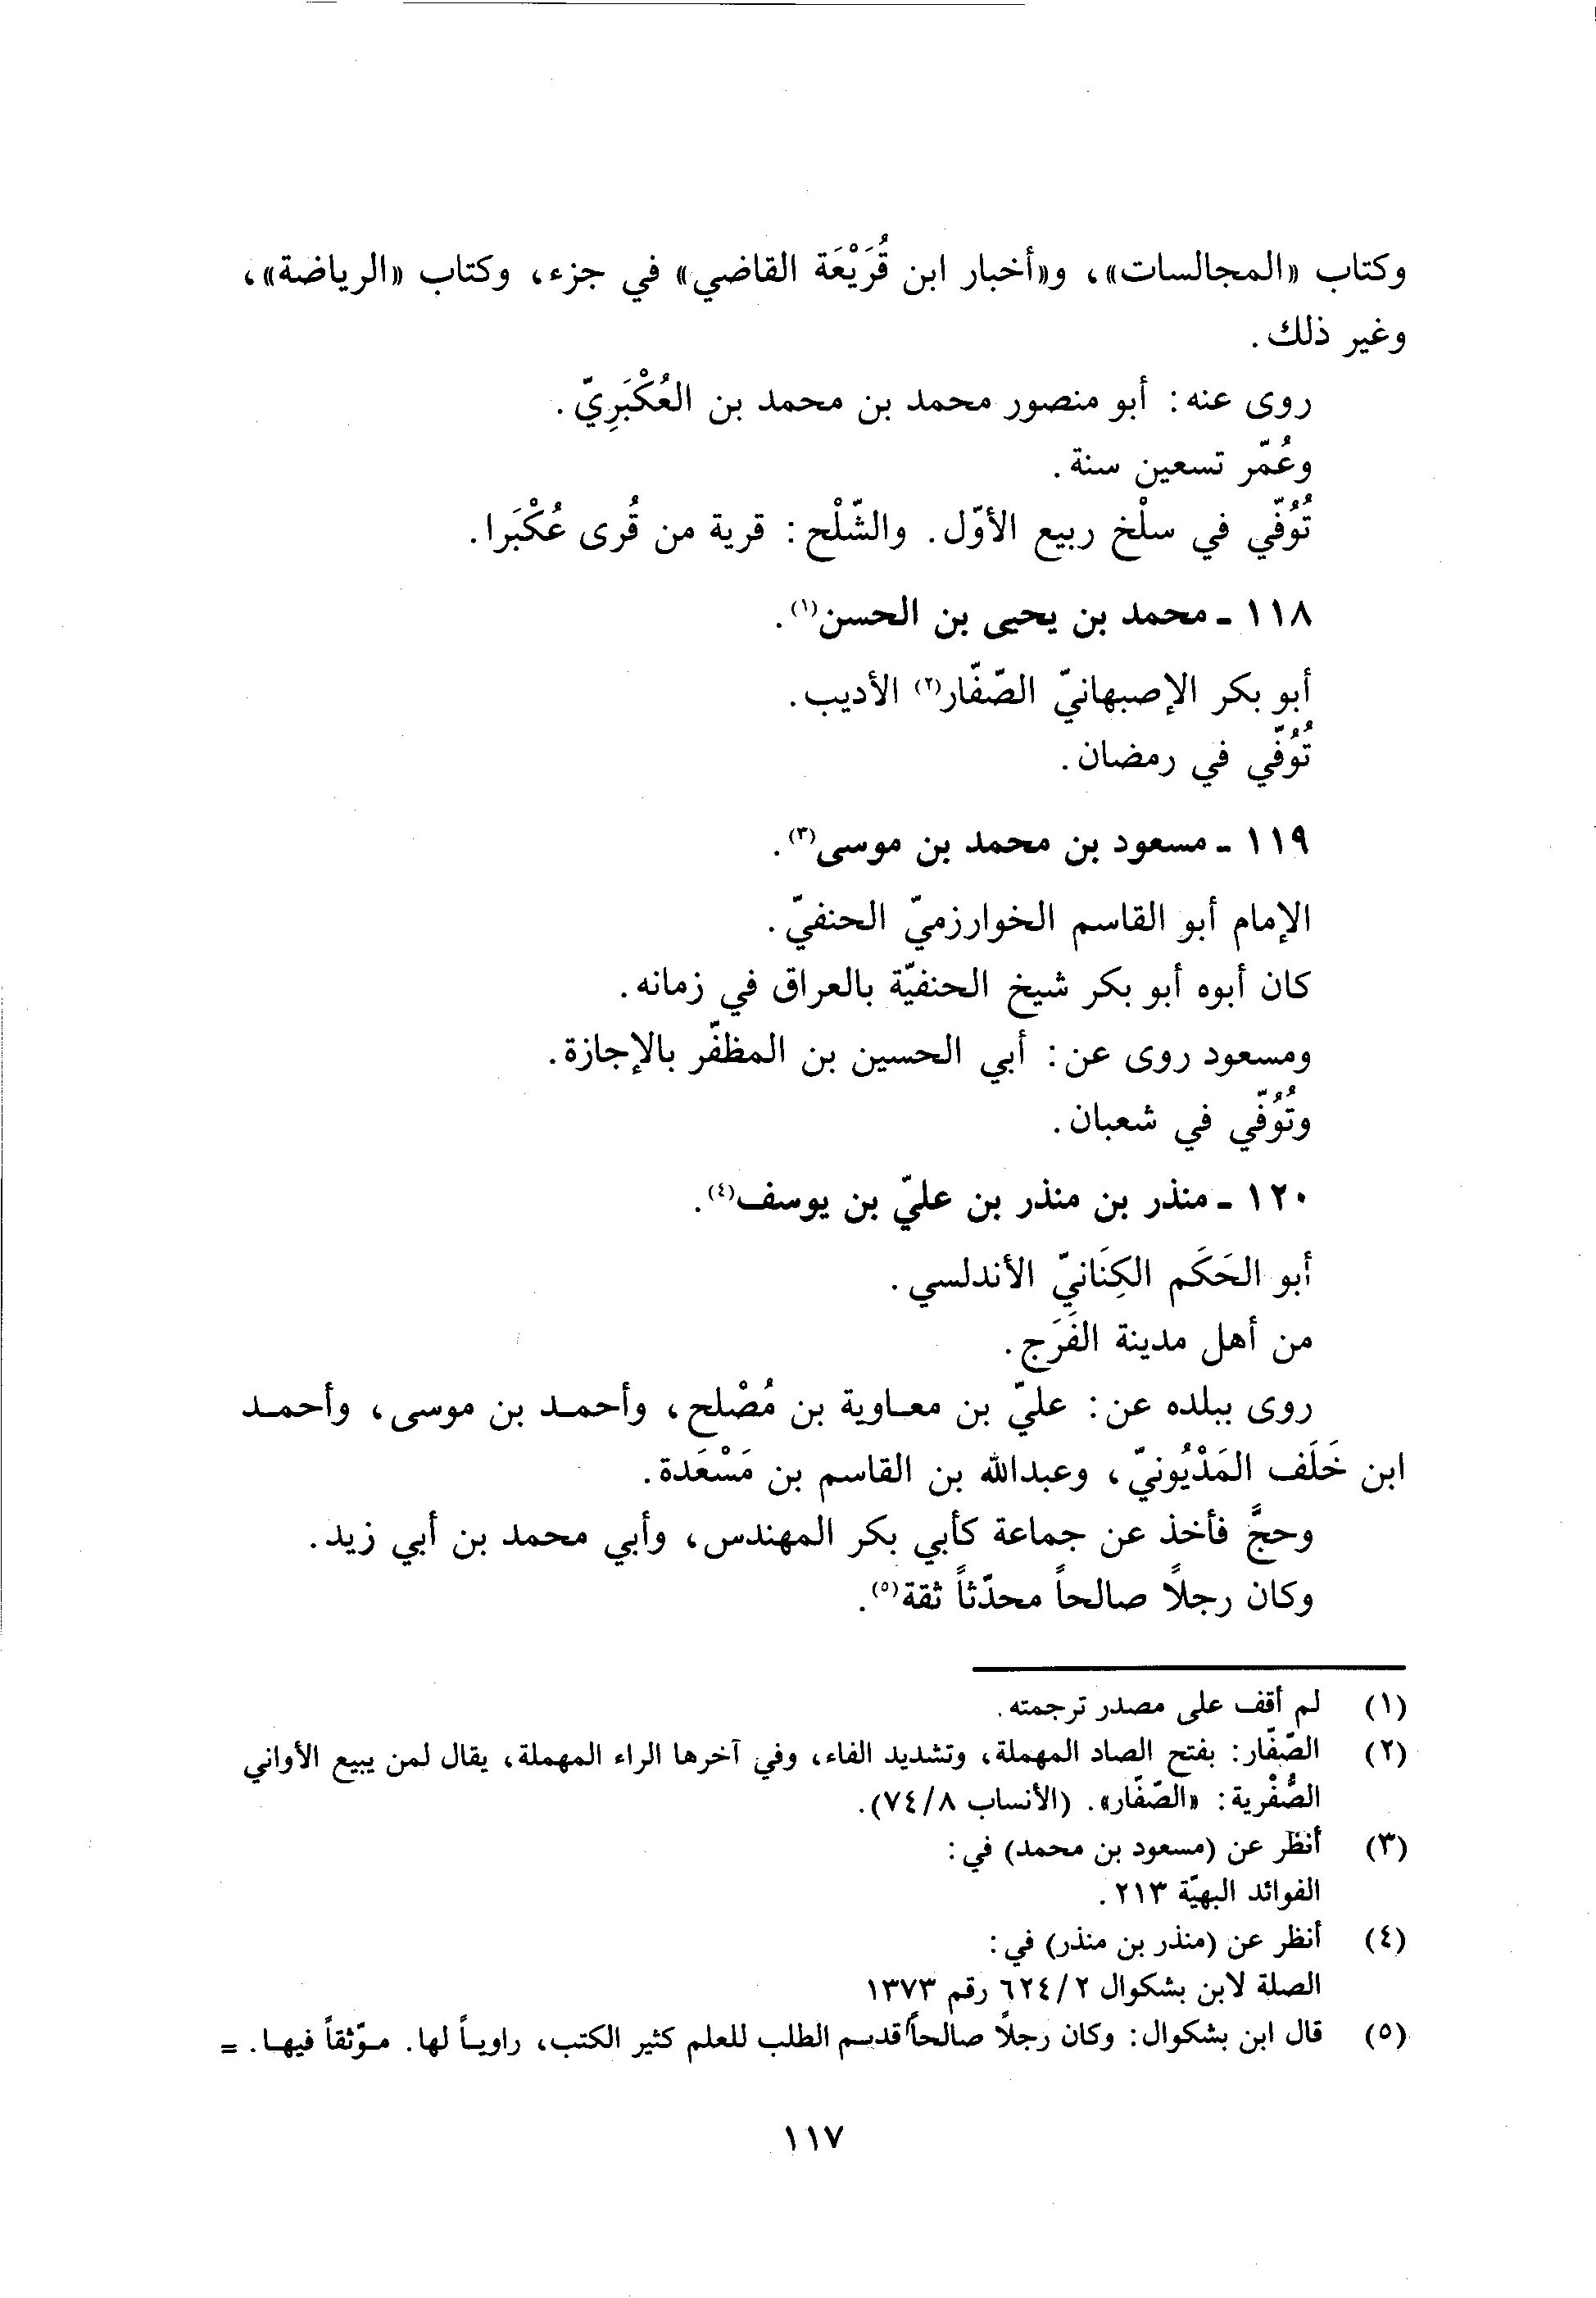 وكتاب «المجالسات»، و«أخبار ابن قُرَيْعَة القاضي» في جزء، وكتاب «الرياضة»،
وغير ذلك.
روى عنه: أبو منصور محمد بن محمد بن العُكْبَرِيّ.
وعُمّر تسعين سنة.
تُوُفّي في سلْخ ربيع الأوّل. والشّلْح: قرية من قُرى عُكْبَرا.
١١٨ ـ محمد بن يحيى بن الحسن(١).
أبو بكر الإصبهانيّ الصّفّار(٢) الأديب.
تُوُفّي في رمضان.
١١٩ ـ مسعود بن محمد بن موسى(٣).
الإمام أبو القاسم الخوارزميّ الحنفيّ.
كان أبوه أبو بكر شيخ الحنفيّة بالعراق في زمانه.
ومسعود روى عن: أبي الحسين بن المظفّر بالإجازة.
وتُوُفّي في شعبان.
١٢٠ ـ منذر بن منذر بن عليّ بن يوسف(٤).
أبو الحَكَم الكِنَانيّ الأندلسي.
من أهل مدينة الفَرَج.
روى ببلده عن: عليّ بن معاوية بن مُصْلح، وأحمد بن موسى، وأحمد
ابن خَلَف المَدْيُونيّ، وعبدالله بن القاسم بن مَسْعَدة.
وحجَّ فأخذ عن جماعة كأبي بكر المهندس، وأبي محمد بن أبي زيد.
وكان رجلاً صالحاً محدّثاً ثقة(٥).
(١) لم أقف على مصدر ترجمته.
(٢) الصّفّار: بفتح الصاد المهملة، وتشديد الفاء، وفي آخرها الراء المهملة، يقال لمن يبيع الأواني
الصُّفْرية: «الصّفّار». (الأنساب ٧٤/٨).
(٣) أنظر عن (مسعود بن محمد) في:
الفوائد البهيّة ٢١٣.
(٤) أنظر عن (منذر بن منذر) في:
الصلة لابن بشكوال ٦٢٤/٢ رقم ١٣٧٣
(٥) قال ابن بشكوال: وكان رجلاً صالحاً قديم الطلب للعلم كثير الكتب، راوياً لها. موّثقاً فيها. =
١١٧